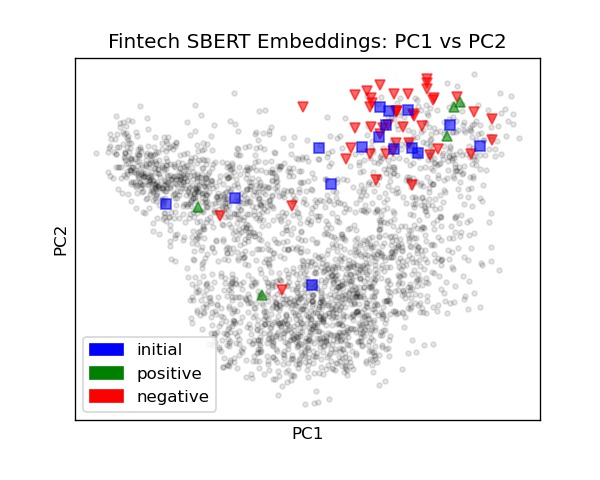 Fintech SBERT Embeddings: PC1 vs PC2
PC2
initial
positive
negative
PC1